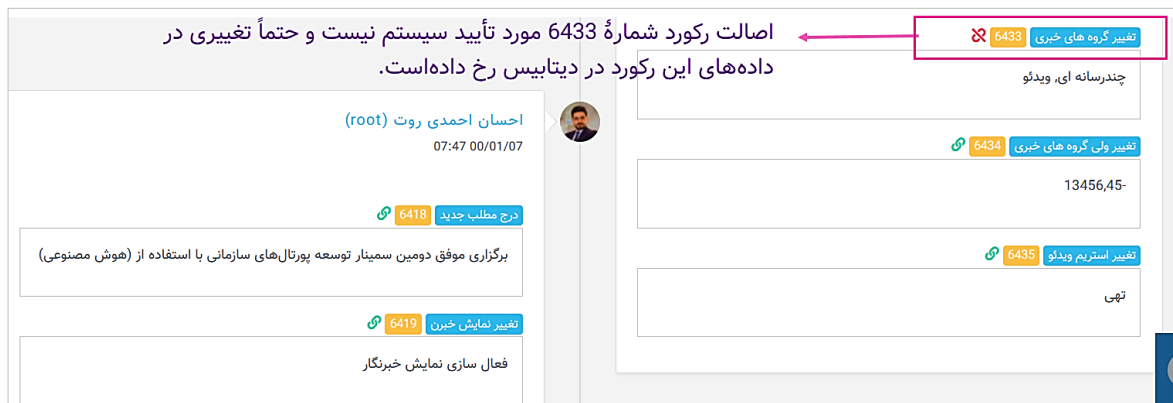 اصالت رکورد شمارهٔ 6433 مورد تأیید سیستم نیست و حتماً تغییری در
داده‌های این رکورد در دیتابیس رخ داده‌است.
تغییر گروه های خبری 6433
چندرسانه ای, ویدئو
تغییر ولی گروه های خبری 6434
13456,45-
تغییر استریم ویدئو 6435
تهی
احسان احمدی روت (root)
07:47 00/01/07
درج مطلب جدید 6418
برگزاری موفق دومین سمینار توسعه پورتال‌های سازمانی با استفاده از (هوش مصنوعی)
تغییر نمایش خبرن 6419
فعال سازی نمایش خبرنگار